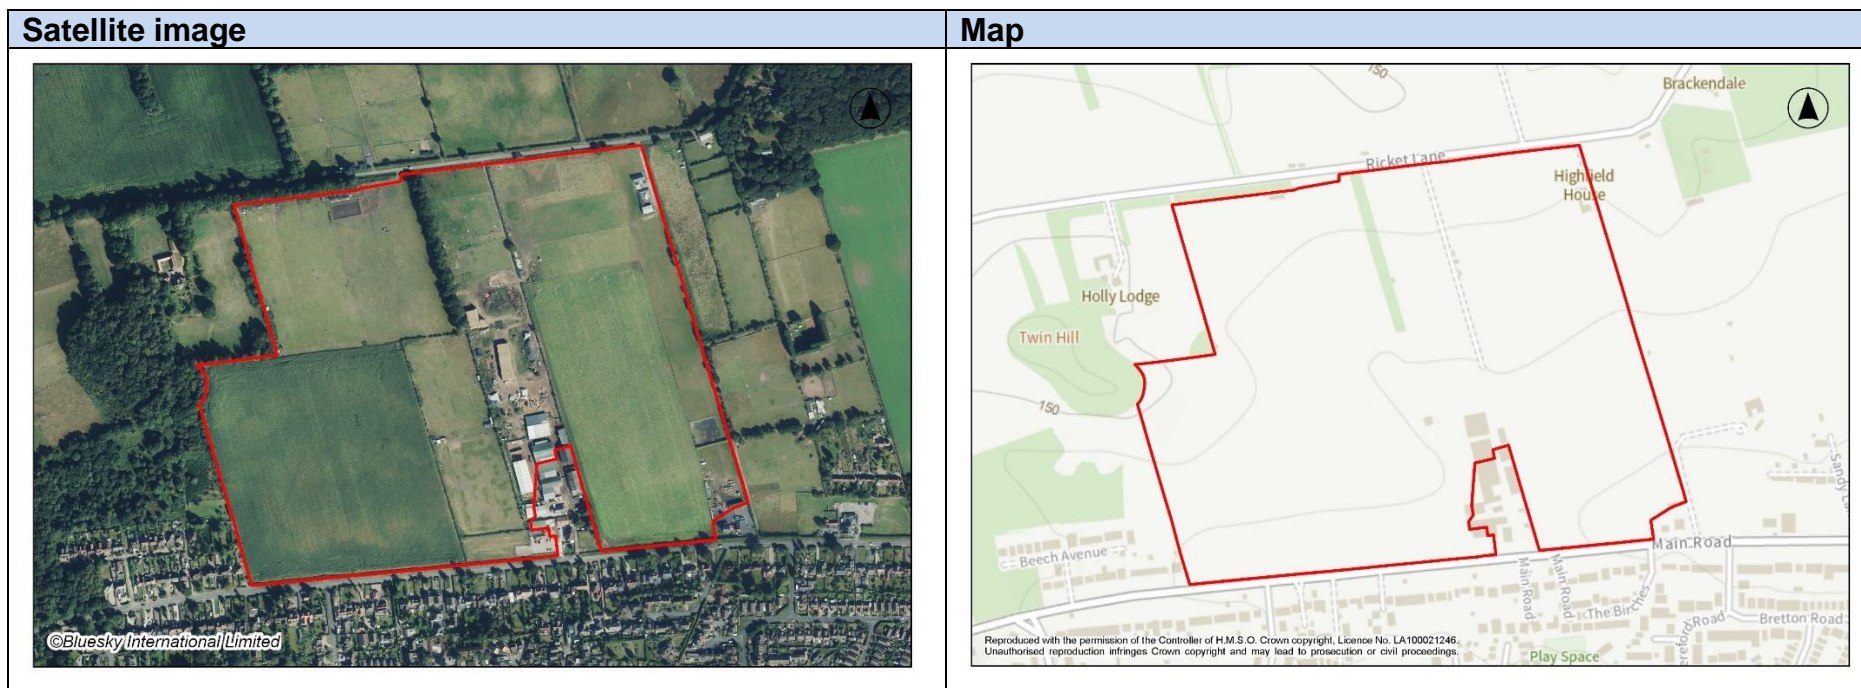 Satellite image
Map
©Bluesky International Limited
150
Brackendale
Ricket Lane
Highfield
House
Holly Lodge
Twin Hill
150
Sandy La
Main Road
Beech Avenue
Main Road
Main Road
The Birches
ereford Road
Bretton Road
Play Space
Reproduced with the permission of the Controller of H.M.S.O. Crown copyright, Licence No. LA100021246.
Unauthorised reproduction infringes Crown copyright and may lead to prosecution or civil proceedings.